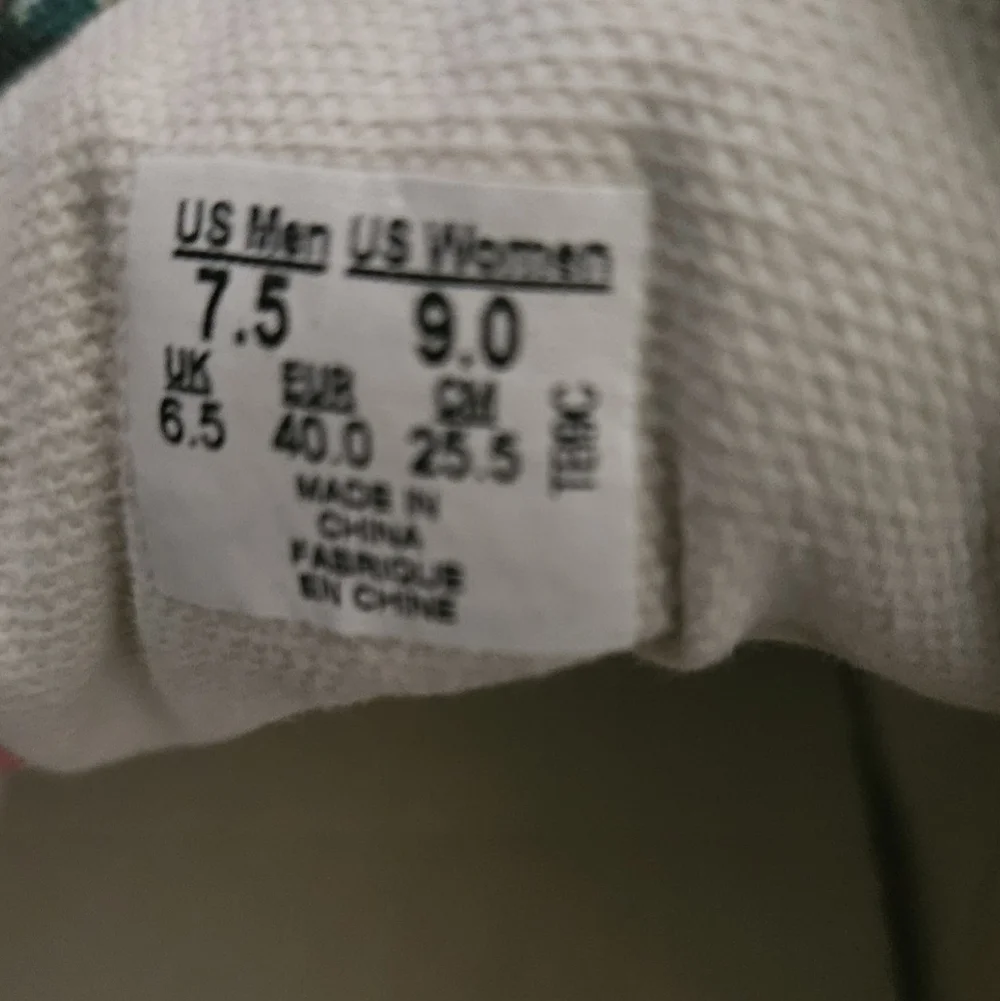 US Men US Women
7.5 9.0
UK EUR CM
6.5 40.0 25.5
MADE IN
CHINA
FABRIQUE
EN CHINE